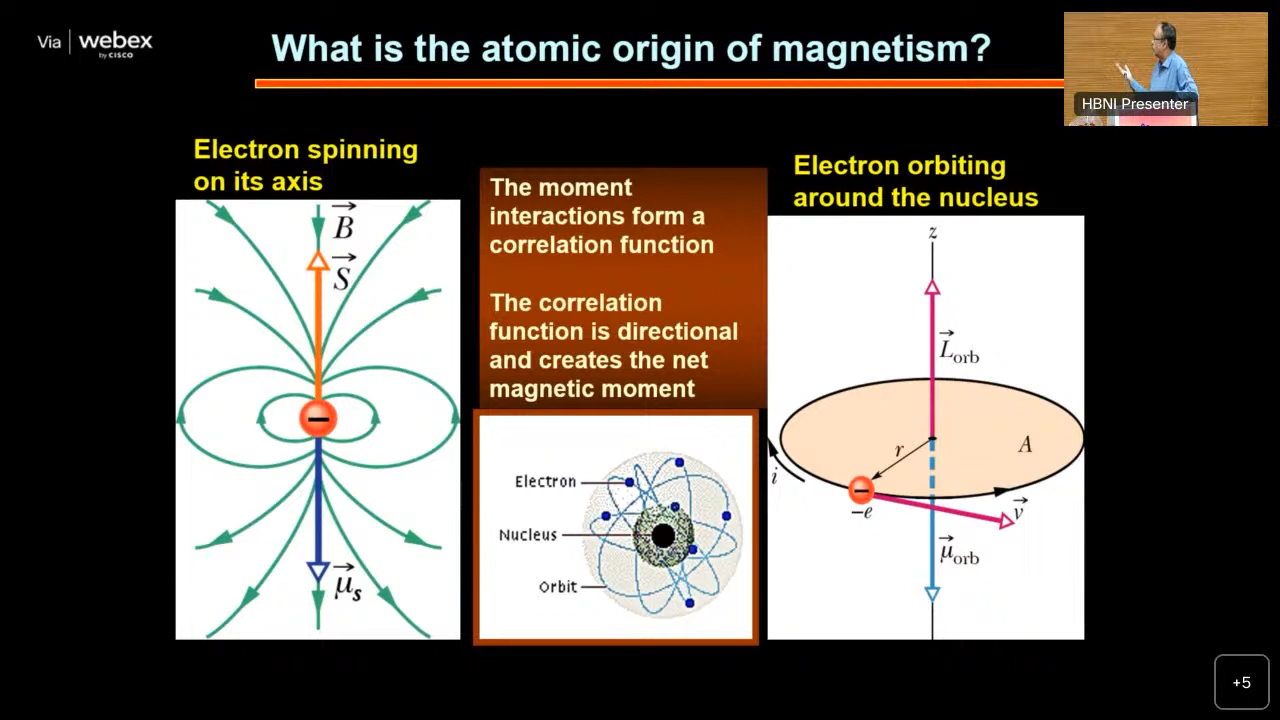 Via | webex
by CISCO
What is the atomic origin of magnetism?
HBNI Presenter
Electron spinning
on its axis
B
S
μs
The moment
interactions form a
correlation function
The correlation
function is directional
and creates the net
magnetic moment
Electron
Nucleus
Orbit
Electron orbiting
around the nucleus
z
Lorb
A
r
i
−e
v
μorb
+5